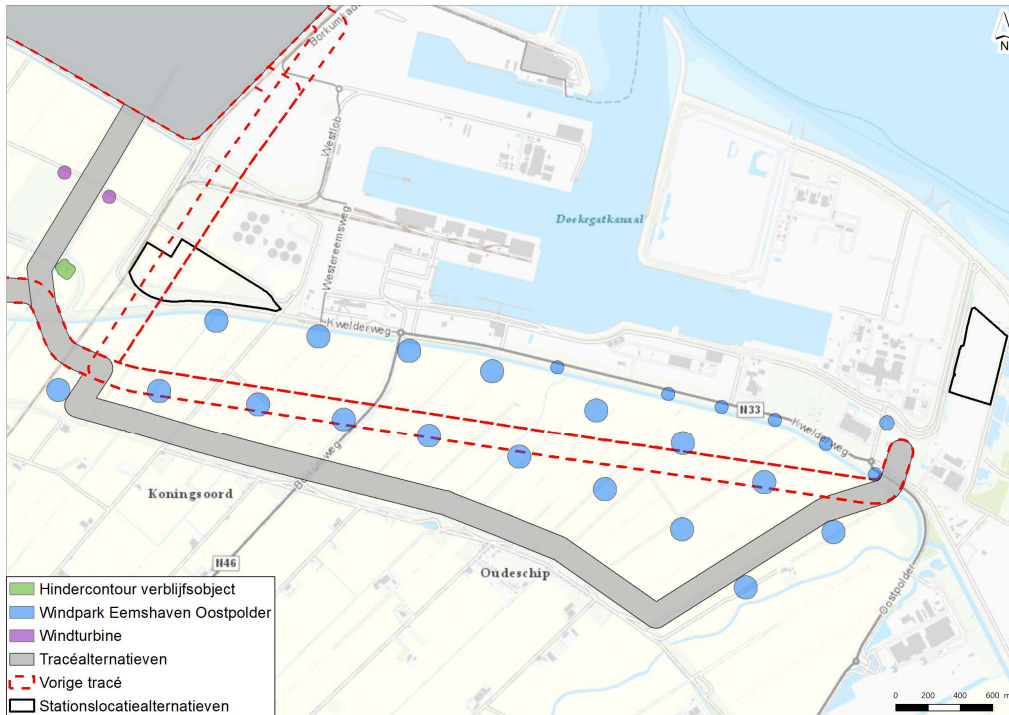 N
Borkumlaan
Westlob
Doekegatkanaal
Westereemsweg
Kwelderweg
N33
Kwelderweg
Koningsoord
Borkumweg
N46
Oudeschip
Oostpolder
Hindercontour verblijfsobject
Windpark Eemshaven Oostpolder
Windturbine
Tracéalternatieven
Vorige tracé
Stationslocatiealternatieven
0 200 400 600 m